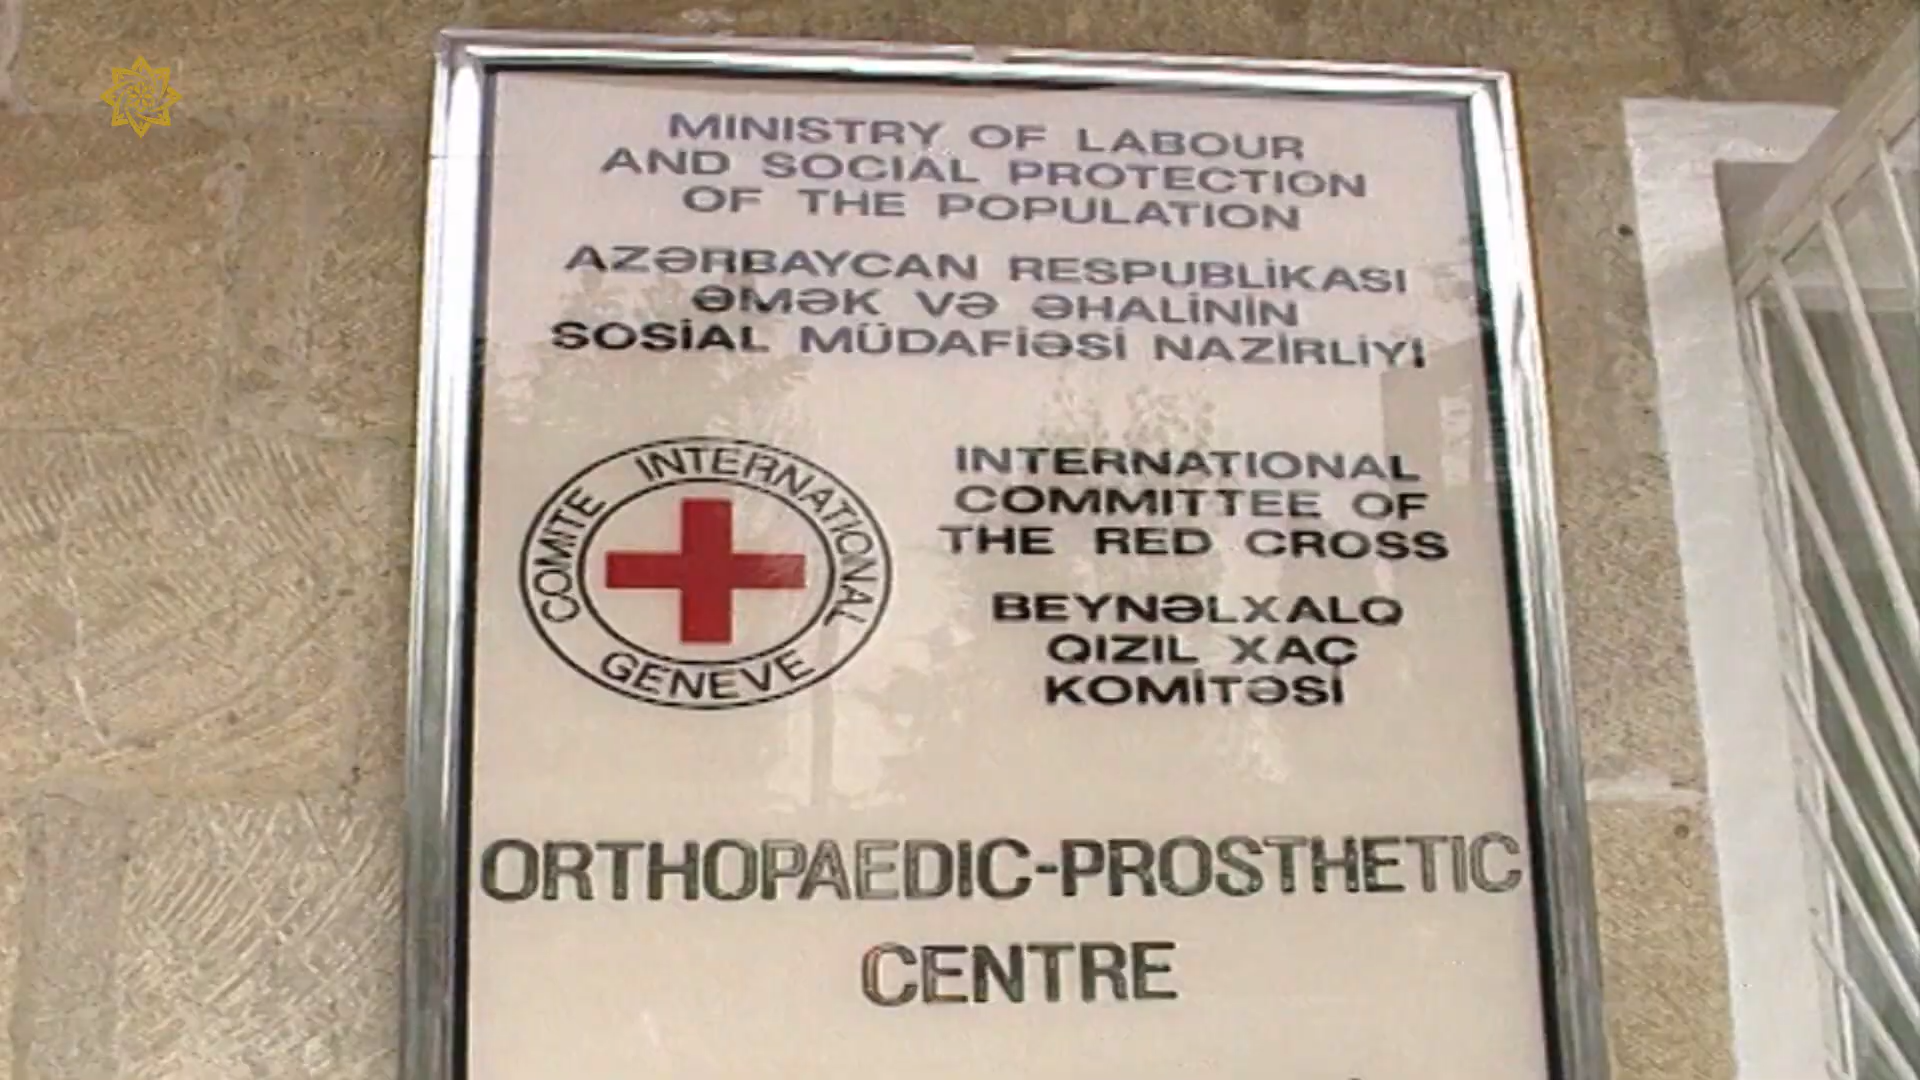 MINISTRY OF LABOUR
AND SOCIAL PROTECTION
OF THE POPULATION
AZƏRBAYCAN RESPUBLİKASI
ƏMƏK VƏ ƏHALİNİN
SOSİAL MÜDAFİƏSİ NAZİRLİYİ
COMITE INTERNATIONAL
GENEVE
INTERNATIONAL
COMMITTEE OF
THE RED CROSS
BEYNƏLXALQ
QIZIL XAÇ
KOMİTƏSİ
ORTHOPAEDIC-PROSTHETIC
CENTRE